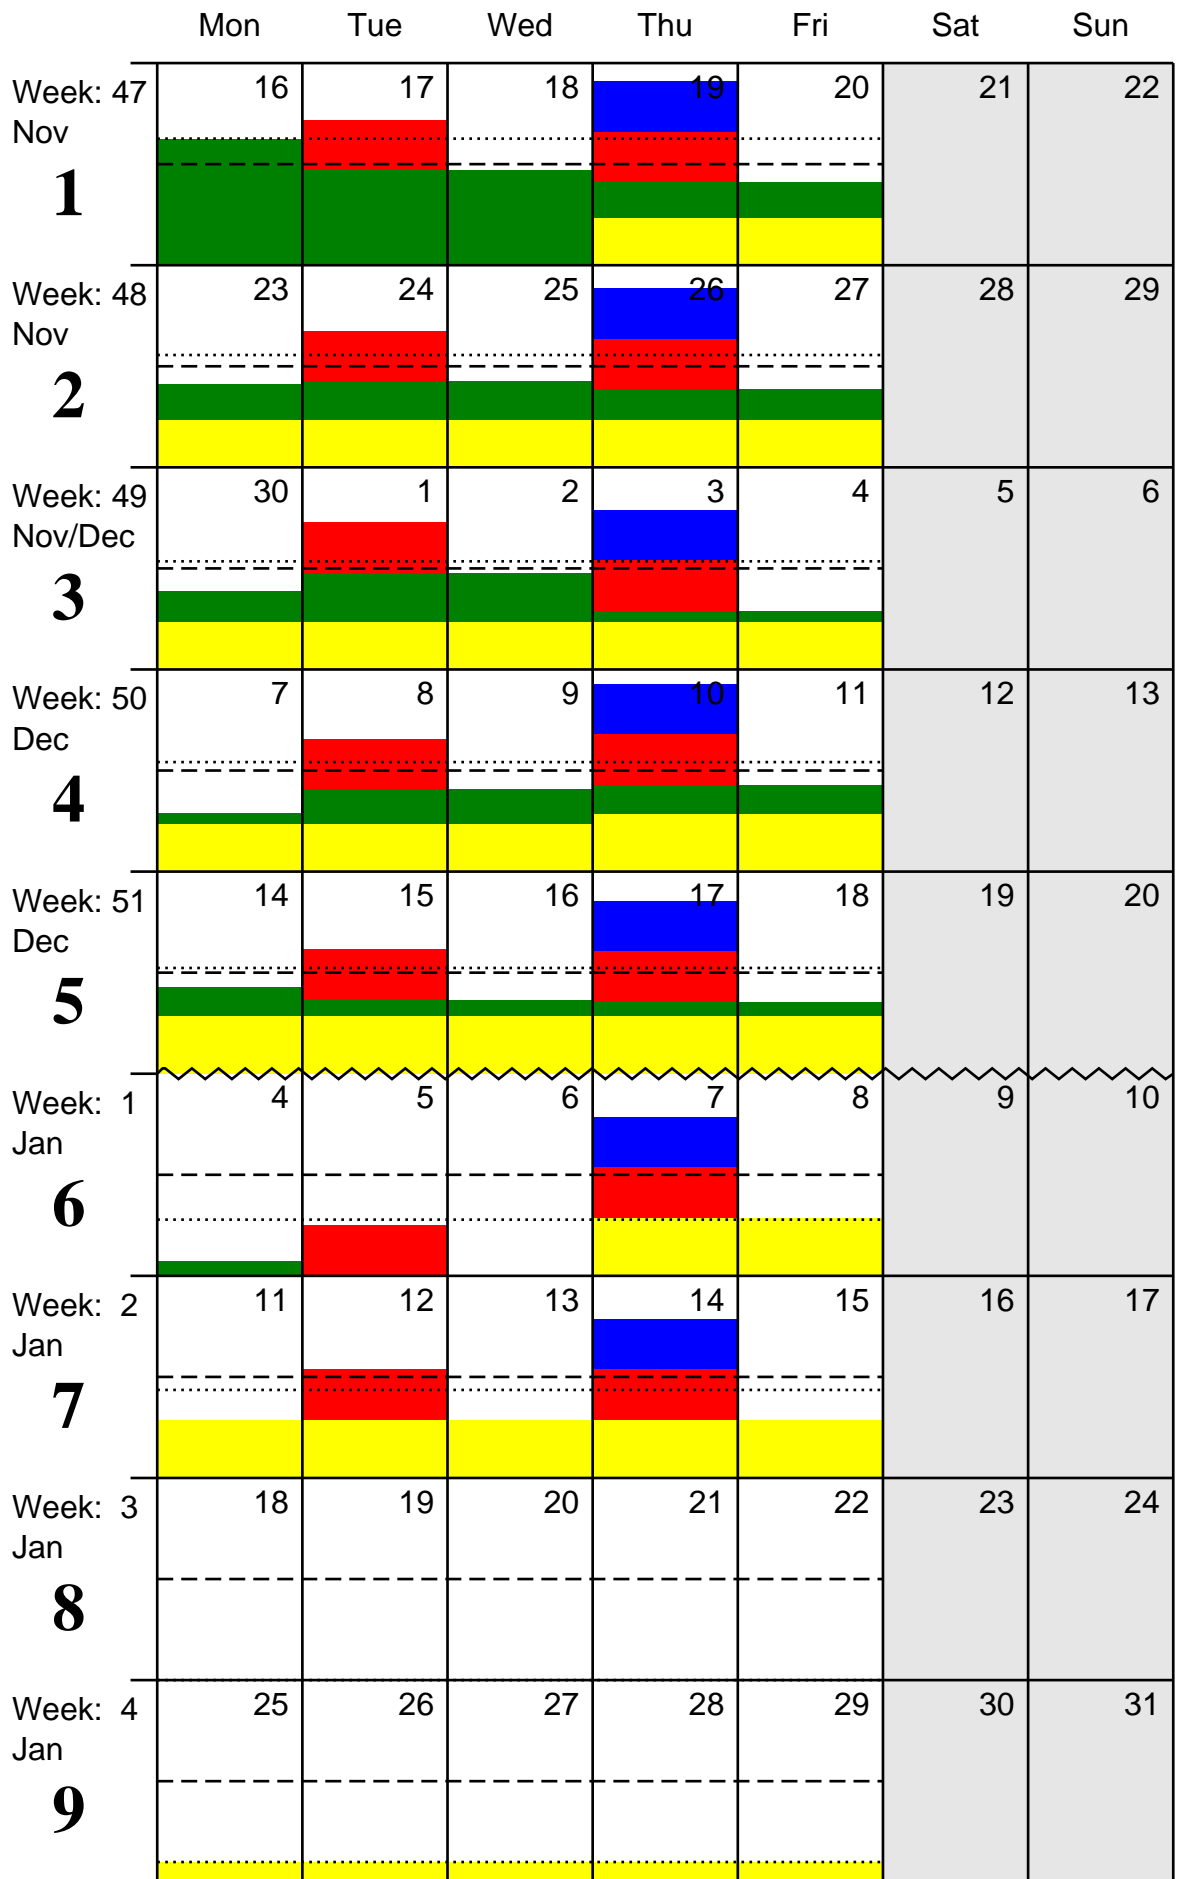 Mon Tue Wed Thu Fri Sat Sun
Week: 47 16 17 18 19 20 21 22
Nov
1
Week: 48 23 24 25 26 27 28 29
Nov
2
Week: 49 30 1 2 3 4 5 6
Nov/Dec
3
Week: 50 7 8 9 10 11 12 13
Dec
4
Week: 51 14 15 16 17 18 19 20
Dec
5
Week: 1 4 5 6 7 8 9 10
Jan
6
Week: 2 11 12 13 14 15 16 17
Jan
7
Week: 3 18 19 20 21 22 23 24
Jan
8
Week: 4 25 26 27 28 29 30 31
Jan
9